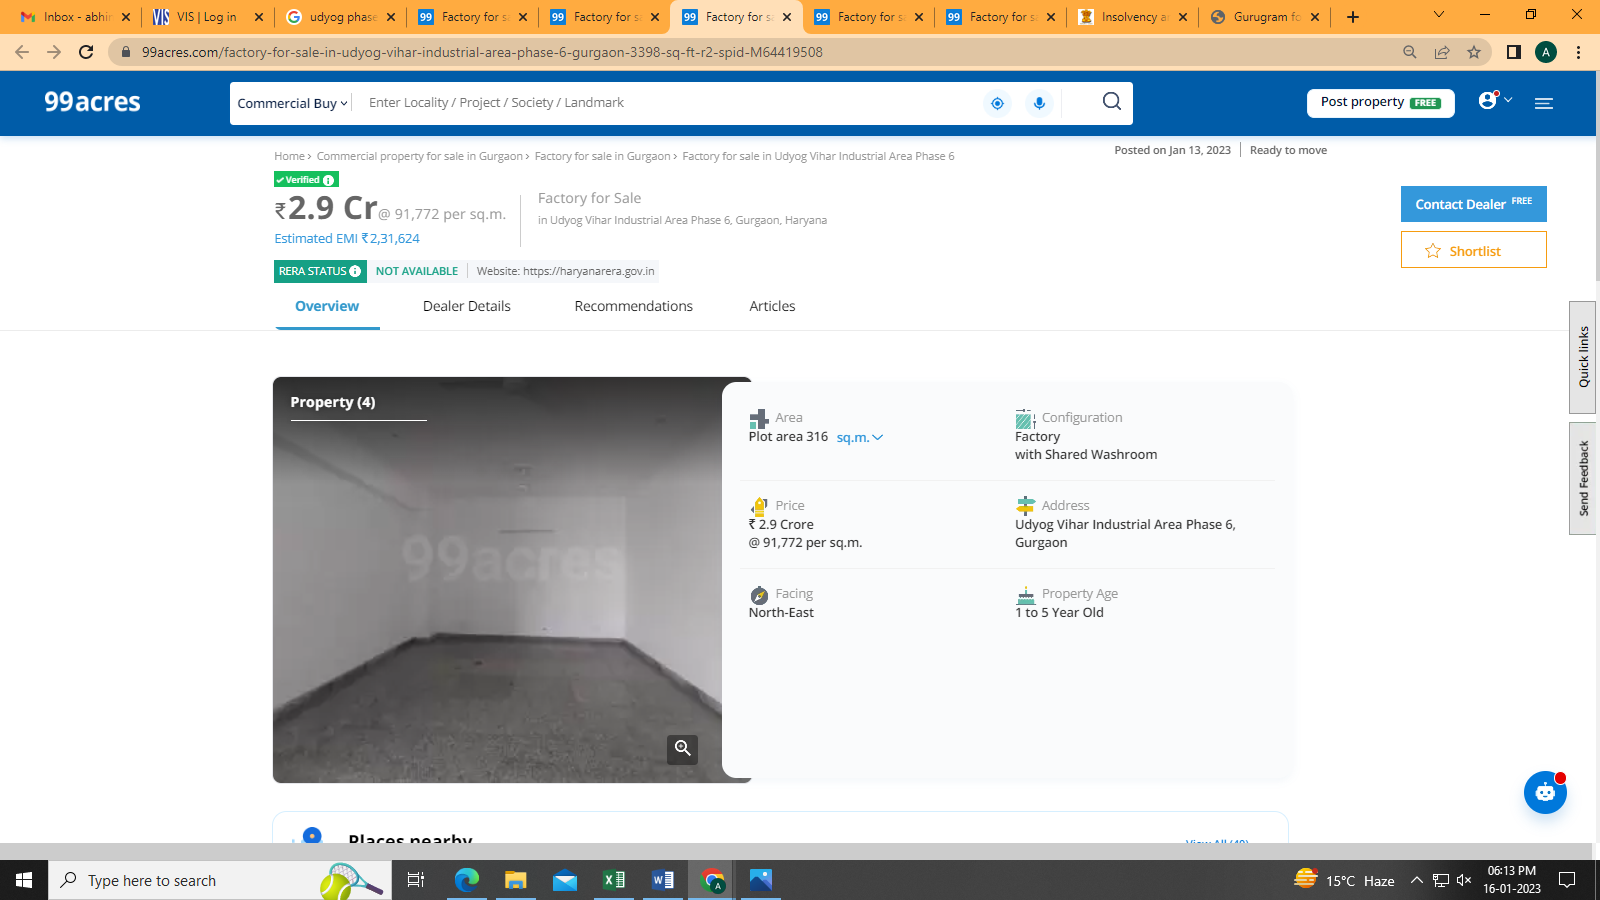 Inbox - abhir
VIS | Log in
udyog phase
Factory for sa
Factory for sa
Factory for sa
Factory for sa
Factory for sa
Insolvency a
Gurugram fo
99acres.com/factory-for-sale-in-udyog-vihar-industrial-area-phase-6-gurgaon-3398-sq-ft-r2-spid-M64419508
A
99acres
Commercial Buy
Enter Locality / Project / Society / Landmark
Post property FREE
Home › Commercial property for sale in Gurgaon › Factory for sale in Gurgaon › Factory for sale in Udyog Vihar Industrial Area Phase 6
Posted on Jan 13, 2023 | Ready to move
Verified
₹2.9 Cr @ 91,772 per sq.m.
Estimated EMI ₹2,31,624
Factory for Sale
in Udyog Vihar Industrial Area Phase 6, Gurgaon, Haryana
Contact Dealer FREE
Shortlist
RERA STATUS NOT AVAILABLE | Website: https://haryanarera.gov.in
Overview
Dealer Details
Recommendations
Articles
Quick links
Send Feedback
Property (4)
99acres
Area
Plot area 316 sq.m.
Configuration
Factory
with Shared Washroom
Price
₹ 2.9 Crore
@ 91,772 per sq.m.
Address
Udyog Vihar Industrial Area Phase 6,
Gurgaon
Facing
North-East
Property Age
1 to 5 Year Old
Places nearby
View All (40)
Type here to search
15°C Haze
06:13 PM
16-01-2023